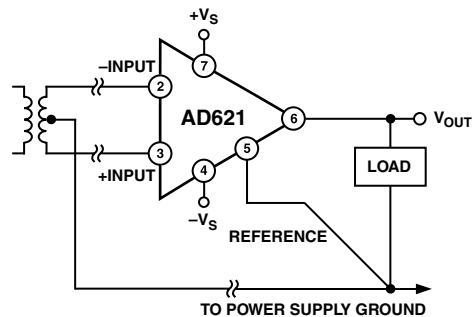 +VS
–INPUT
7
2
AD621
6
VOUT
3
5
LOAD
+INPUT
4
–VS
REFERENCE
TO POWER SUPPLY GROUND